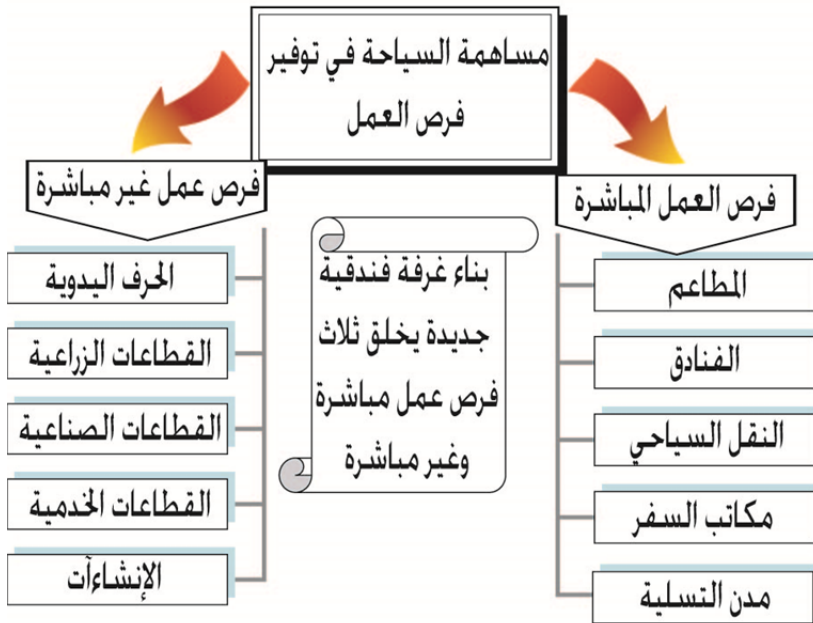 مساهمة السياحة في توفير
فرص العمل
فرص العمل المباشرة
المطاعم
الفنادق
النقل السياحي
مكاتب السفر
مدن التسلية
بناء غرفة فندقية
جديدة يخلق ثلاث
فرص عمل مباشرة
وغير مباشرة
فرص عمل غير مباشرة
الحرف اليدوية
القطاعات الزراعية
القطاعات الصناعية
القطاعات الخدمية
الإنشاءآت